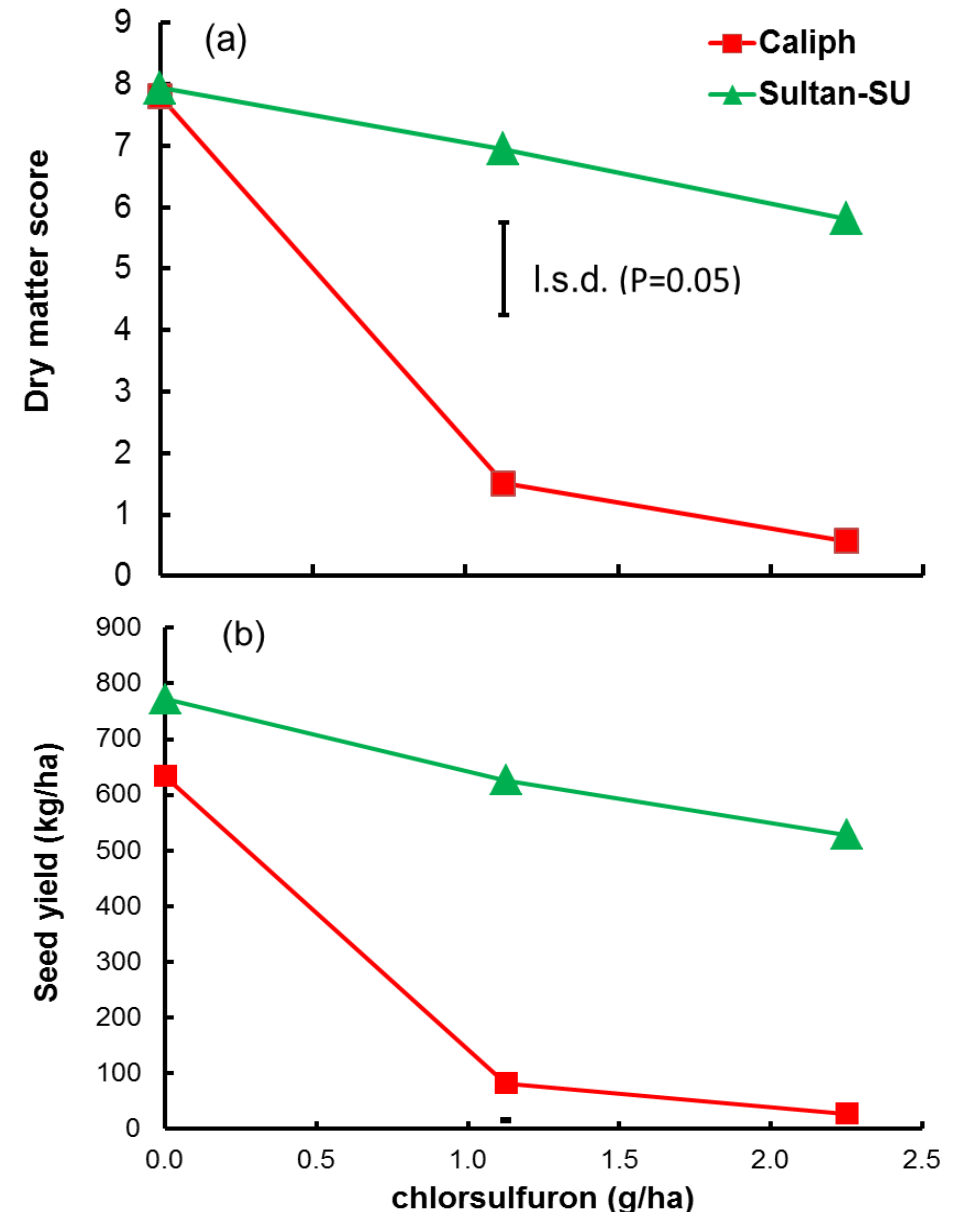 (a)
Caliph
Sultan-SU
Dry matter score
9
8
7
6
5
4
3
2
1
0
l.s.d. (P=0.05)
(b)
Seed yield (kg/ha)
900
800
700
600
500
400
300
200
100
0
0.0 0.5 1.0 1.5 2.0 2.5
chlorsulfuron (g/ha)